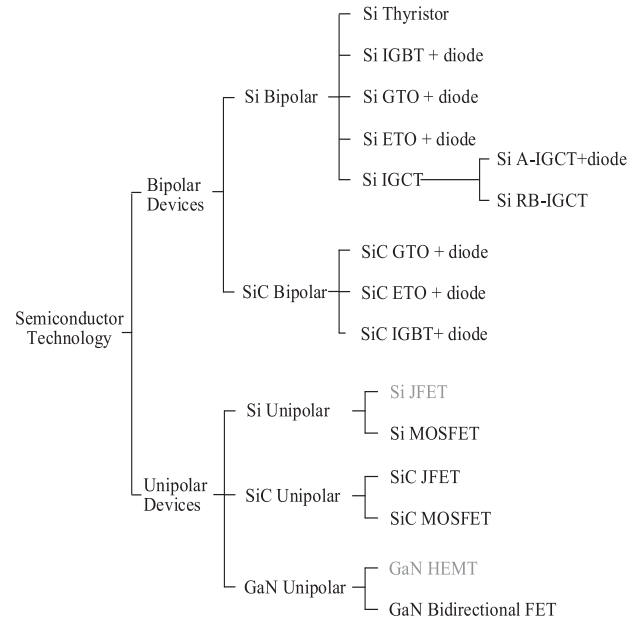 Si Thyristor
Si IGBT + diode
Si Bipolar
Si GTO + diode
Si ETO + diode
Si A-IGCT+diode
Si IGCT
Bipolar
Devices
Si RB-IGCT
SiC GTO + diode
SiC Bipolar
SiC ETO + diode
Semiconductor
Technology
SiC IGBT+ diode
Si JFET
Si Unipolar
Si MOSFET
SiC JFET
Unipolar
Devices
SiC Unipolar
SiC MOSFET
GaN HEMT
GaN Unipolar
GaN Bidirectional FET